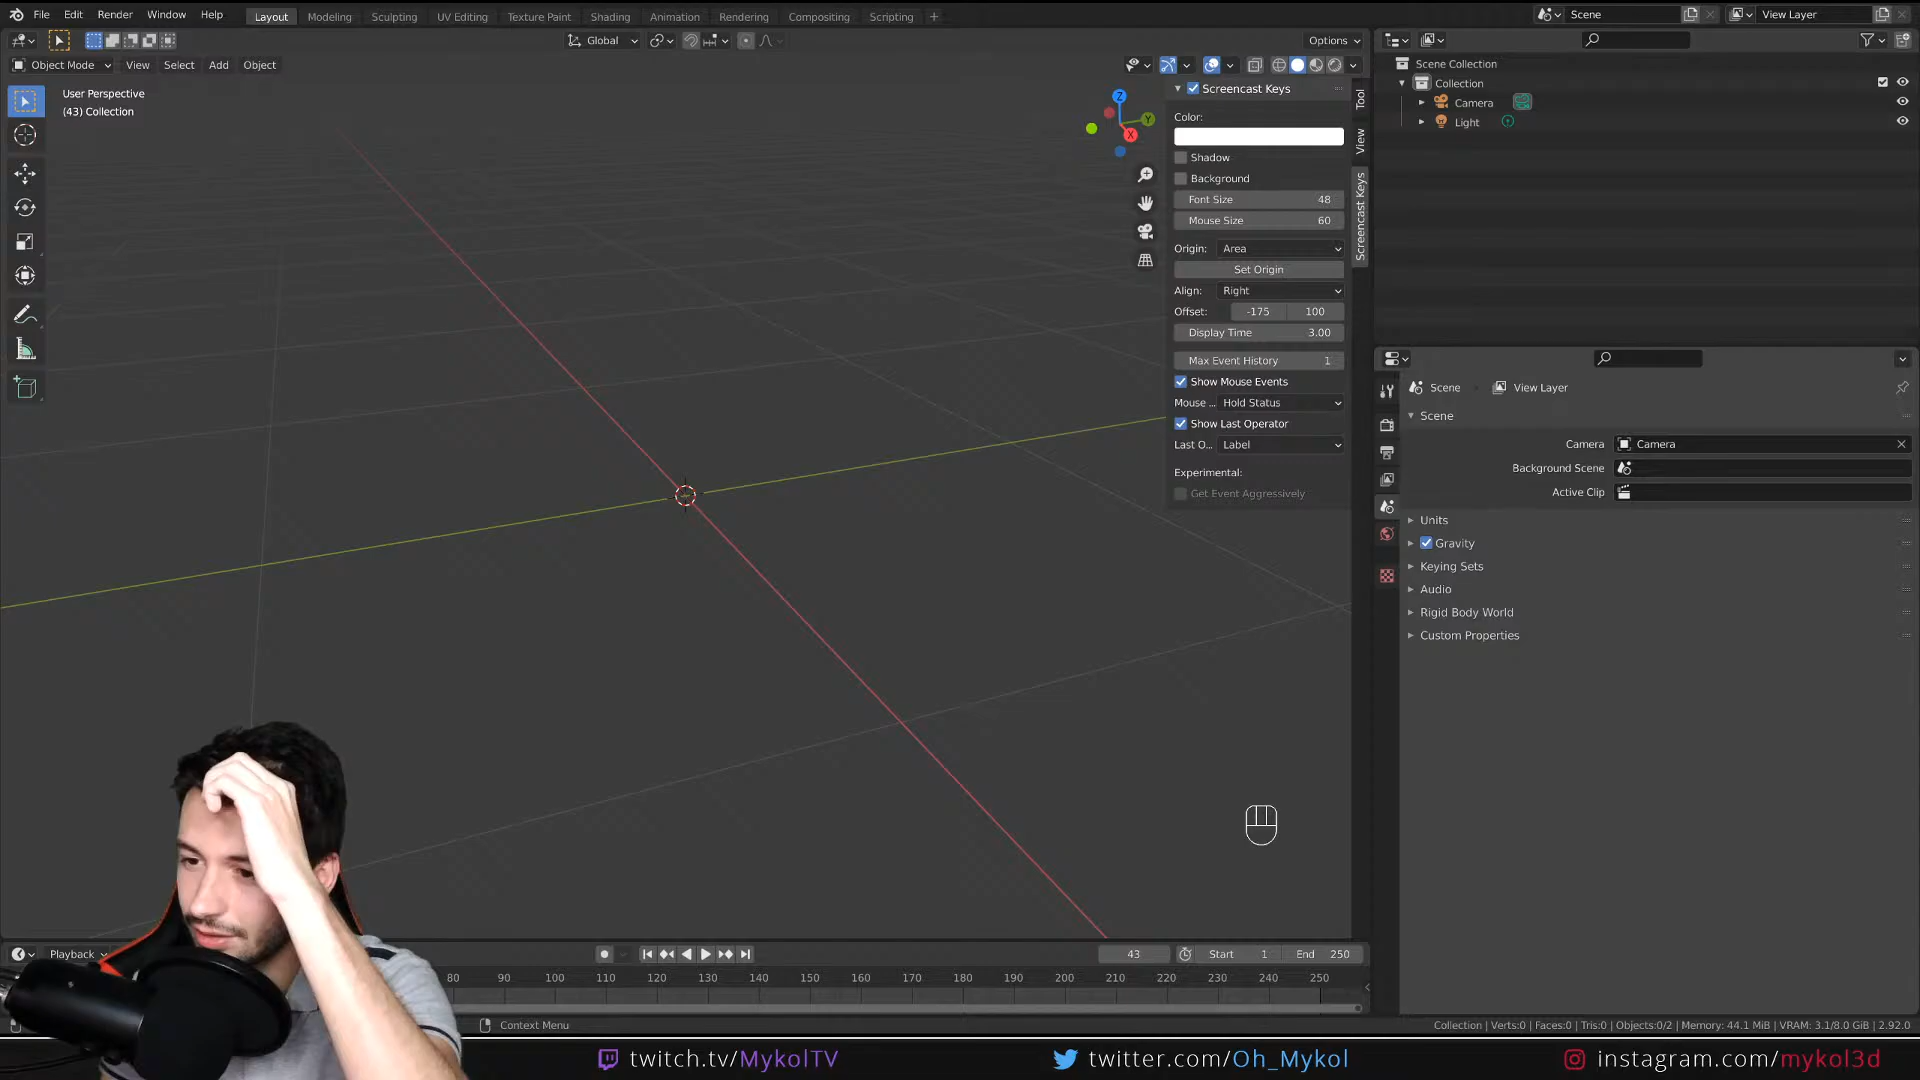 File Edit Render Window Help Layout Modeling Sculpting UV Editing Texture Paint Shading Animation Rendering Compositing Scripting + Scene View Layer
Global Options
Object Mode View Select Add Object
User Perspective
(43) Collection
Z
Y
X
Screencast Keys
Color:
Shadow
Background
Font Size 48
Mouse Size 60
Origin: Area
Set Origin
Align: Right
Offset: -175 100
Display Time 3.00
Max Event History 1
Show Mouse Events
Mouse ... Hold Status
Show Last Operator
Last O... Label
Experimental:
Get Event Aggressively
Tool
View
Screencast Keys
Scene Collection
Collection
Camera
Light
Scene View Layer
Scene
Camera Camera
Background Scene
Active Clip
Units
Gravity
Keying Sets
Audio
Rigid Body World
Custom Properties
Playback 43 Start 1 End 250
80 90 100 110 120 130 140 150 160 170 180 190 200 210 220 230 240 250
Context Menu
Collection | Verts:0 | Faces:0 | Tris:0 | Objects:0/2 | Memory: 44.1 MiB | VRAM: 3.1/8.0 GiB | 2.92.0
twitch.tv/MykolTV twitter.com/Oh_Mykol instagram.com/mykol3d